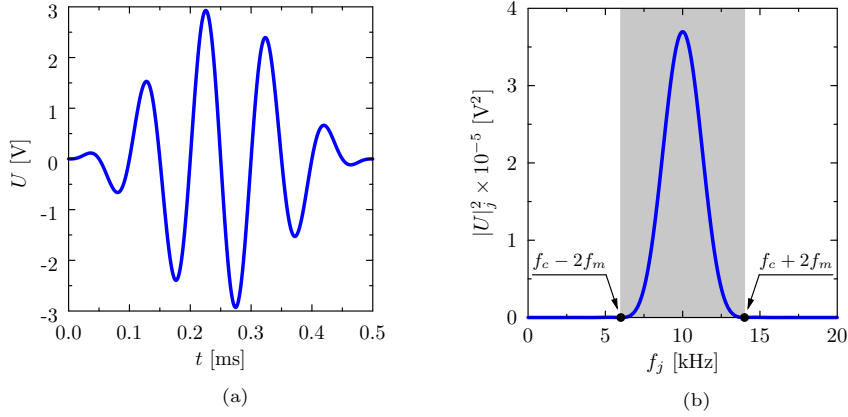 3
2
1
0
-1
-2
-3
U [V]
0.0 0.1 0.2 0.3 0.4 0.5
t [ms]
(a)
4
3
2
1
0
|U|²ⱼ × 10⁻⁵ [V²]
f_c − 2f_m
f_c + 2f_m
0 5 10 15 20
f_j [kHz]
(b)